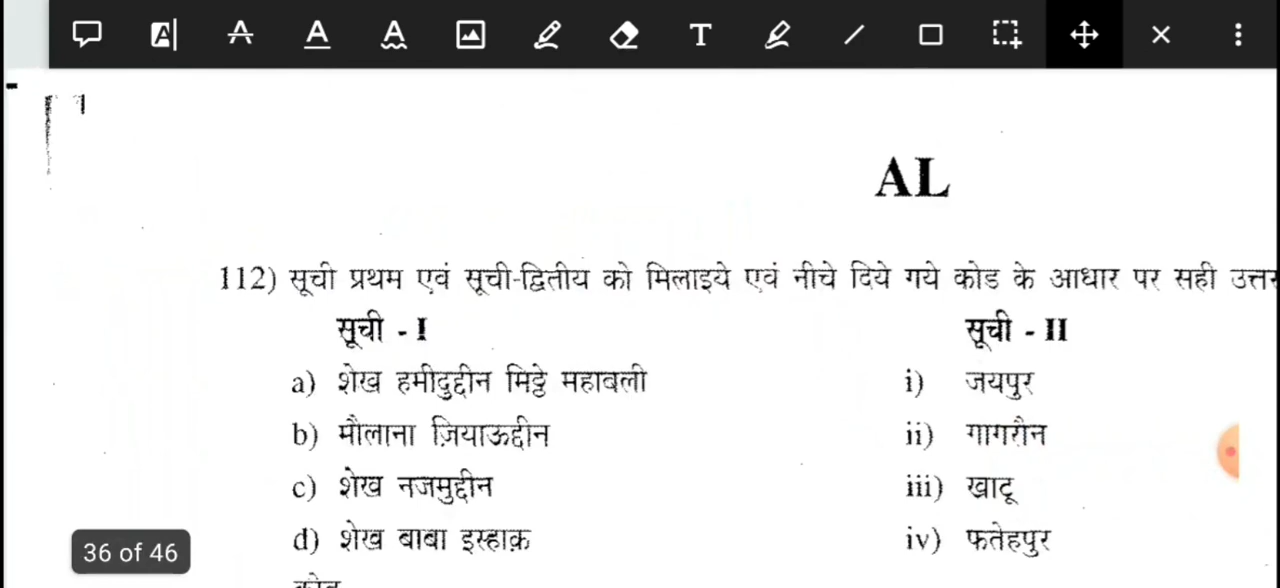 AL
112) सूची प्रथम एवं सूची-द्वितीय को मिलाइये एवं नीचे दिये गये कोड के आधार पर सही
सूची - I सूची - II
a) शेख हमीदुद्दीन मिट्ठे महाबली i) जयपुर
b) मौलाना ज़ियाऊद्दीन ii) गागरौन
c) शेख नजमुद्दीन iii) खाटू
d) शेख बाबा इस्हाक़ iv) फतेहपुर
36 of 46